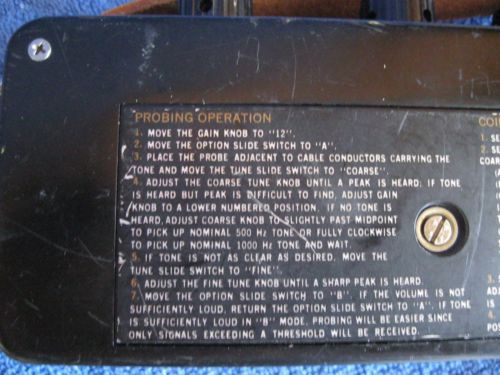 PROBING OPERATION
1. MOVE THE GAIN KNOB TO "12".
2. MOVE THE OPTION SLIDE SWITCH TO "A".
3. PLACE THE PROBE ADJACENT TO CABLE CONDUCTORS CARRYING THE
TONE AND MOVE THE TUNE SLIDE SWITCH TO "COARSE".
4. ADJUST THE COARSE TUNE KNOB UNTIL A PEAK IS HEARD; IF TONE
IS HEARD BUT PEAK IS DIFFICULT TO FIND, ADJUST GAIN
KNOB TO A LOWER NUMBERED POSITION. IF NO TONE IS
HEARD, ADJUST COARSE KNOB TO SLIGHTLY PAST MIDPOINT
TO PICK UP NOMINAL 500 HZ TONE OR FULLY CLOCKWISE
TO PICK UP NOMINAL 1000 HZ TONE AND WAIT.
5. IF TONE IS NOT AS CLEAR AS DESIRED, MOVE THE
TUNE SLIDE SWITCH TO "FINE".
6. ADJUST THE FINE TUNE KNOB UNTIL A SHARP PEAK IS HEARD.
7. MOVE THE OPTION SWITCH TO "B". IF THE VOLUME IS NOT
SUFFICIENTLY LOUD, RETURN THE OPTION SLIDE SWITCH TO "A". IF TONE
IS SUFFICIENTLY LOUD IN "B" MODE, PROBING WILL BE EASIER SINCE
ONLY SIGNALS EXCEEDING A THRESHOLD WILL BE RECEIVED.